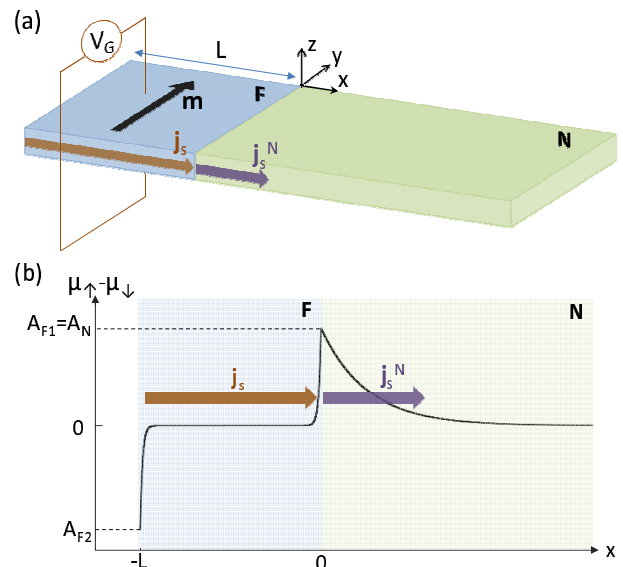 (a)
V_G
L
z
y
x
F
m
j_s
j_s^N
N
(b)
μ↑-μ↓
F
N
A_F1=A_N
j_s
j_s^N
0
A_F2
-L
0
x